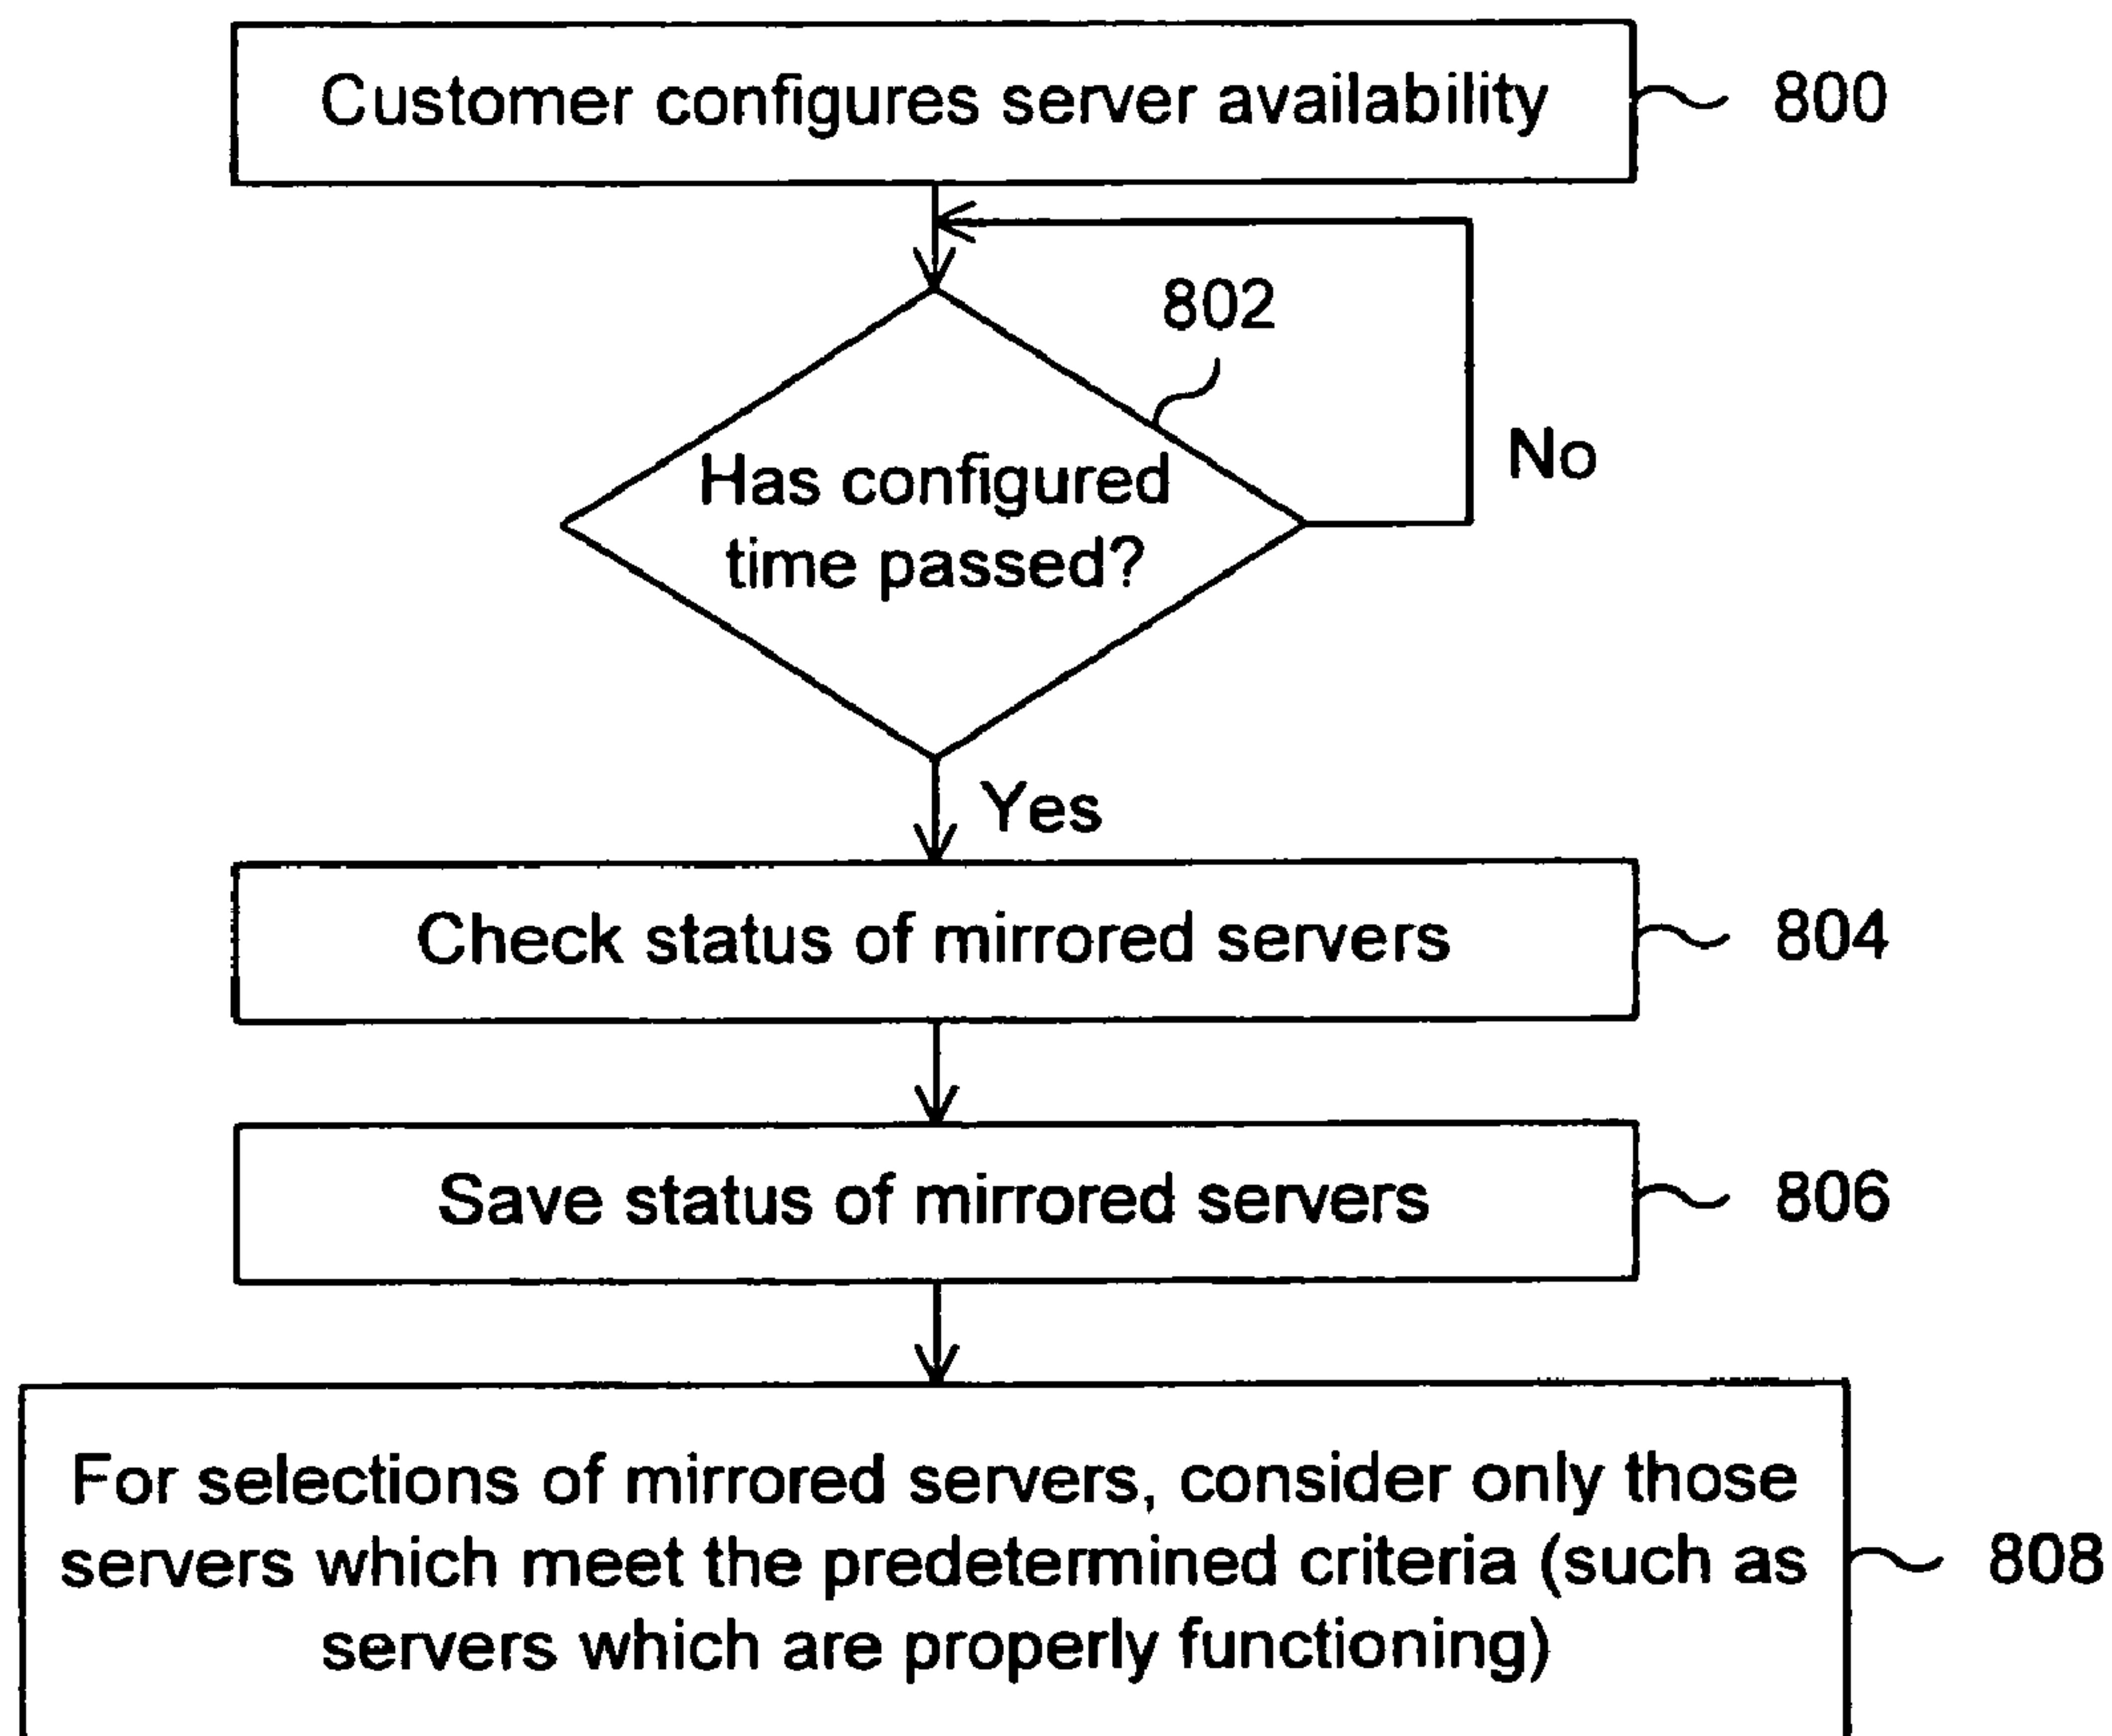 Customer configures server availability
800
802
Has configured
time passed?
No
Yes
Check status of mirrored servers
804
Save status of mirrored servers
806
For selections of mirrored servers, consider only those
servers which meet the predetermined criteria (such as
servers which are properly functioning)
808